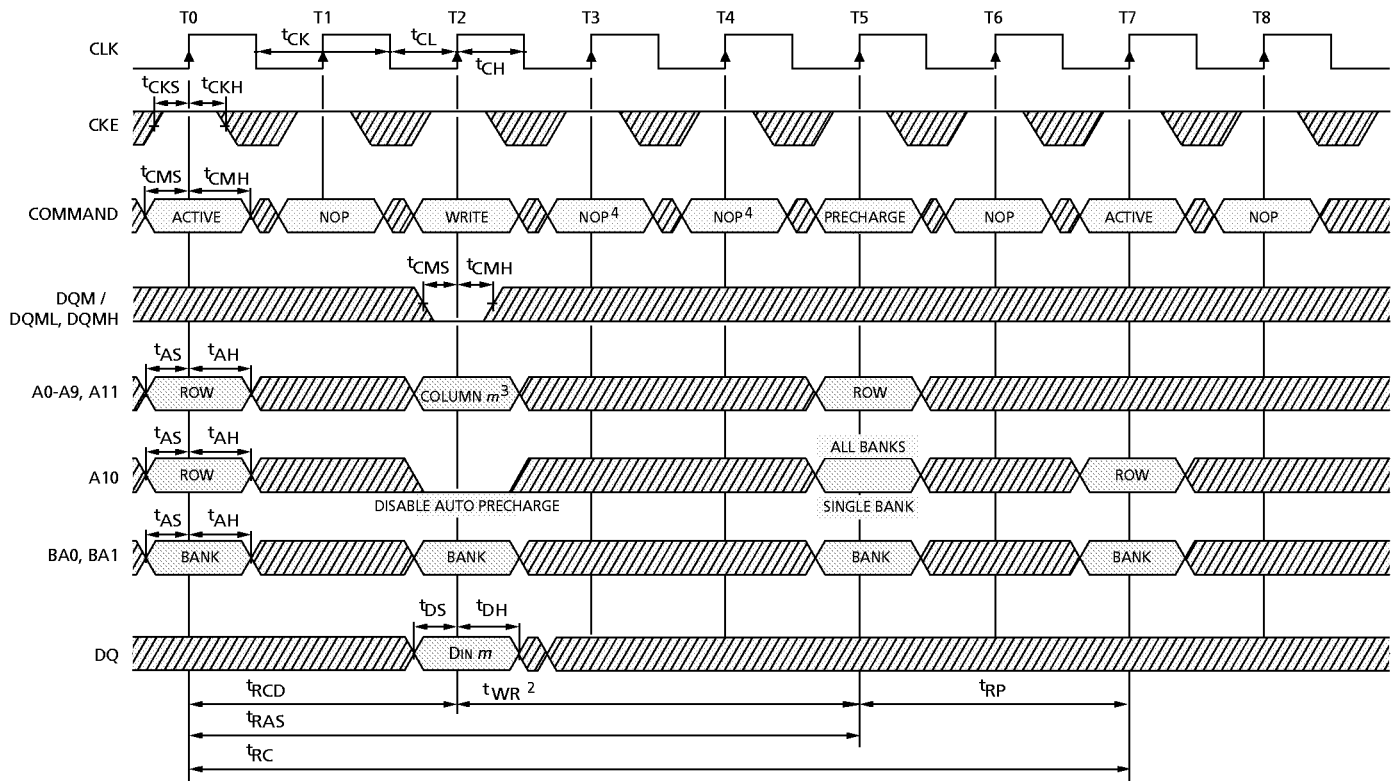 T0 T1 T2 T3 T4 T5 T6 T7 T8
CLK
tCK tCL
tCH
tCKS tCKH
CKE
tCMS tCMH
COMMAND ACTIVE NOP WRITE NOP4 NOP4 PRECHARGE NOP ACTIVE NOP
tCMS tCMH
DQM /
DQML, DQMH
tAS tAH
A0-A9, A11 ROW COLUMN m3 ROW
tAS tAH
ALL BANKS
A10 ROW ROW
DISABLE AUTO PRECHARGE SINGLE BANK
tAS tAH
BA0, BA1 BANK BANK BANK BANK
tDS tDH
DQ DIN m
tRCD tWR 2 tRP
tRAS
tRC